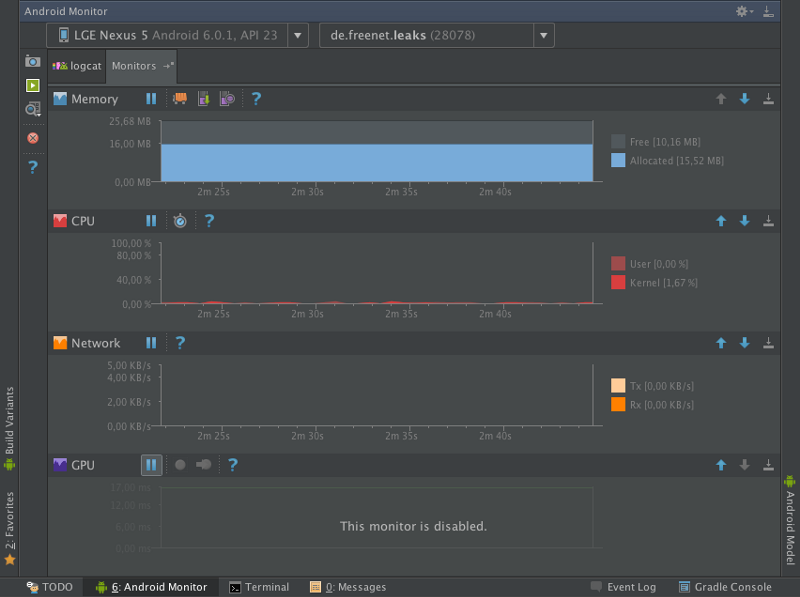 Android Monitor
LGE Nexus 5 Android 6.0.1, API 23
de.freenet.leaks (28078)
logcat
Monitors
Memory
?
25,68 MB
16,00 MB
0,00 MB
2m 25s 2m 30s 2m 35s 2m 40s
Free [10,16 MB]
Allocated [15,52 MB]
CPU
?
100,00 %
80,00 %
40,00 %
0,00 %
2m 25s 2m 30s 2m 35s 2m 40s
User [0,00 %]
Kernel [1,67 %]
Network
?
5,00 KB/s
4,00 KB/s
2,00 KB/s
0,00 KB/s
2m 25s 2m 30s 2m 35s 2m 40s
Tx [0,00 KB/s]
Rx [0,00 KB/s]
GPU
?
17,00 ms
12,00 ms
6,00 ms
0,00 ms
This monitor is disabled.
?
Build Variants
2: Favorites
Android Model
TODO
6: Android Monitor
Terminal
0: Messages
Event Log
Gradle Console